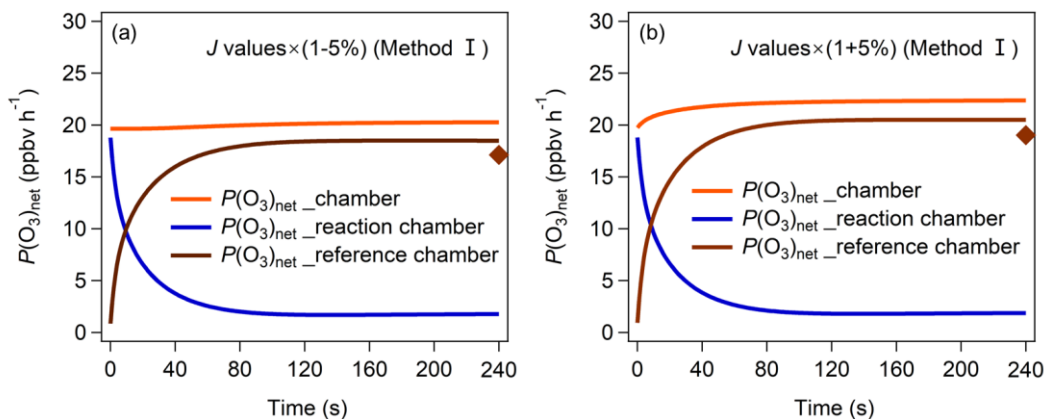 (a)
J values×(1-5%) (Method Ⅰ)
P(O₃)net (ppbv h⁻¹)
30
25
20
15
10
5
0
P(O₃)net _chamber
P(O₃)net _reaction chamber
P(O₃)net _reference chamber
0 40 80 120 160 200 240
Time (s)
(b)
J values×(1+5%) (Method Ⅰ)
P(O₃)net (ppbv h⁻¹)
30
25
20
15
10
5
0
P(O₃)net _chamber
P(O₃)net _reaction chamber
P(O₃)net _reference chamber
0 40 80 120 160 200 240
Time (s)